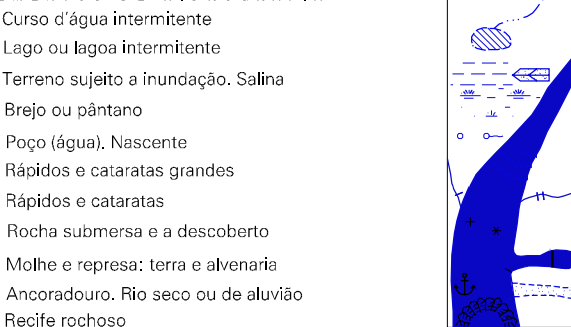 Curso d'água intermitente
Lago ou lagoa intermitente
Terreno sujeito a inundação. Salina
Brejo ou pântano
Poço (água). Nascente
Rápidos e cataratas grandes
Rápidos e cataratas
Rocha submersa e a descoberto
Molhe e represa: terra e alvenaria
Ancoradouro. Rio seco ou de aluvião
Recife rochoso